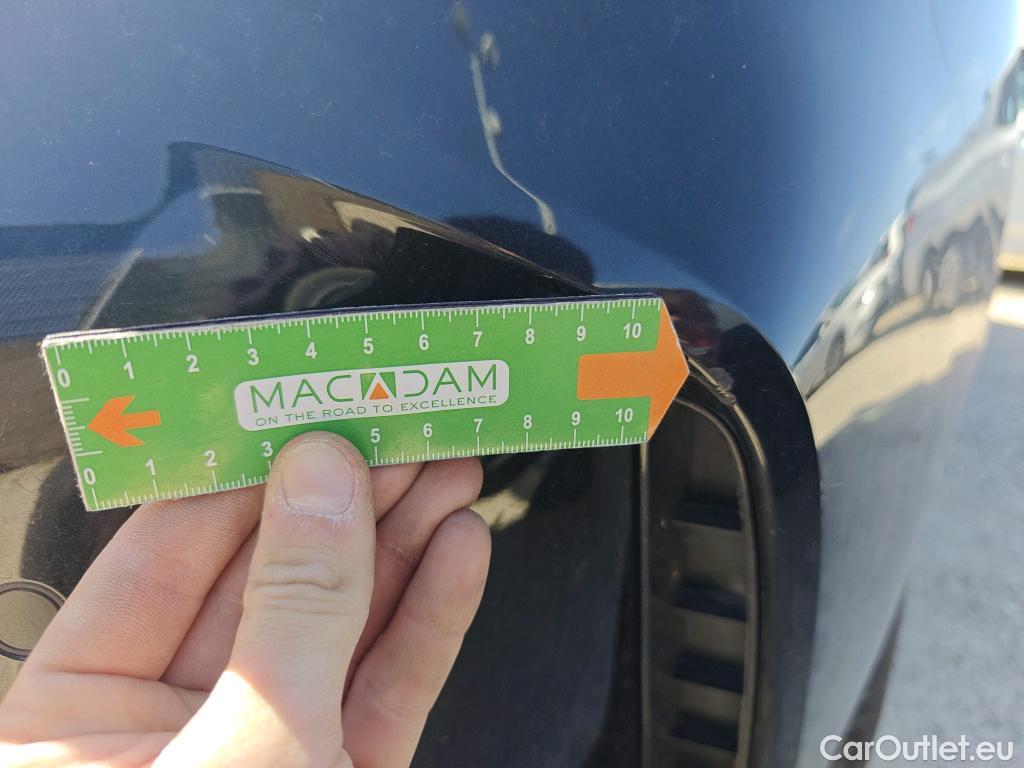 0 1 2 3 4 5 6 7 8 9 10
MACADAM
ON THE ROAD TO EXCELLENCE
0 1 2 3 5 6 7 8 9 10
CarOutlet.eu